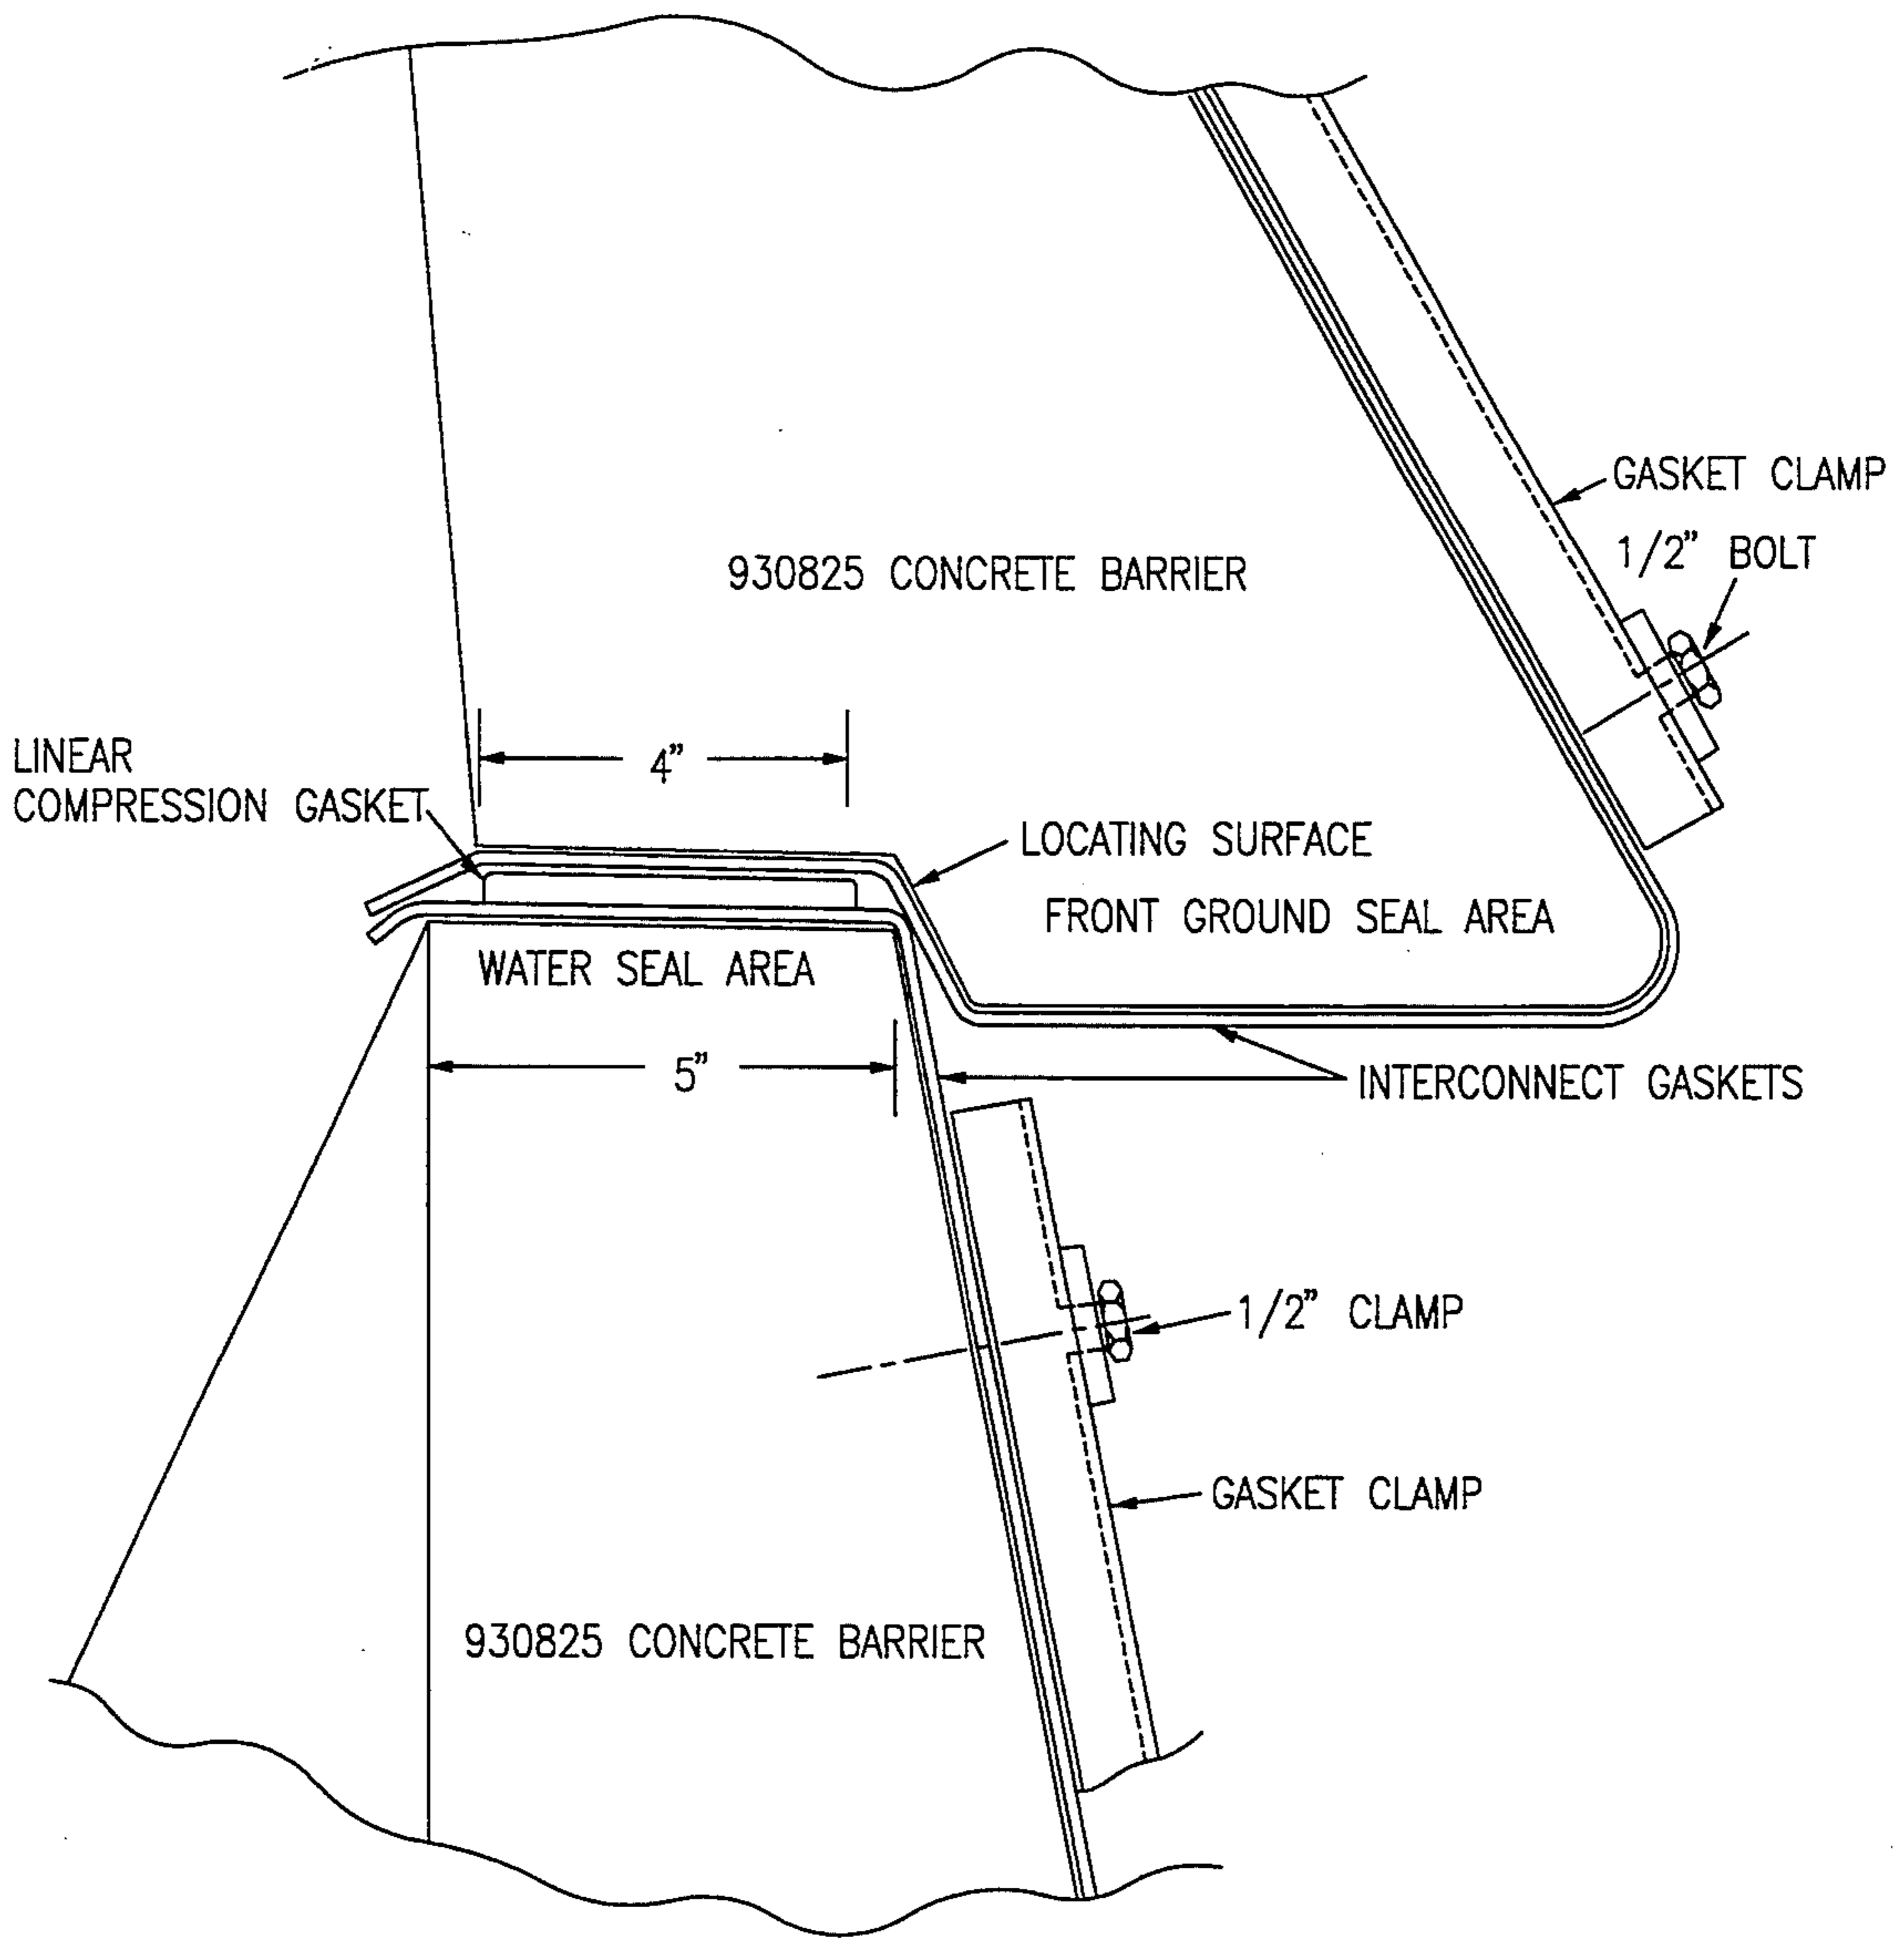 GASKET CLAMP
1/2" BOLT
930825 CONCRETE BARRIER
4"
LINEAR
COMPRESSION GASKET
LOCATING SURFACE
FRONT GROUND SEAL AREA
WATER SEAL AREA
5"
INTERCONNECT GASKETS
1/2" CLAMP
GASKET CLAMP
930825 CONCRETE BARRIER